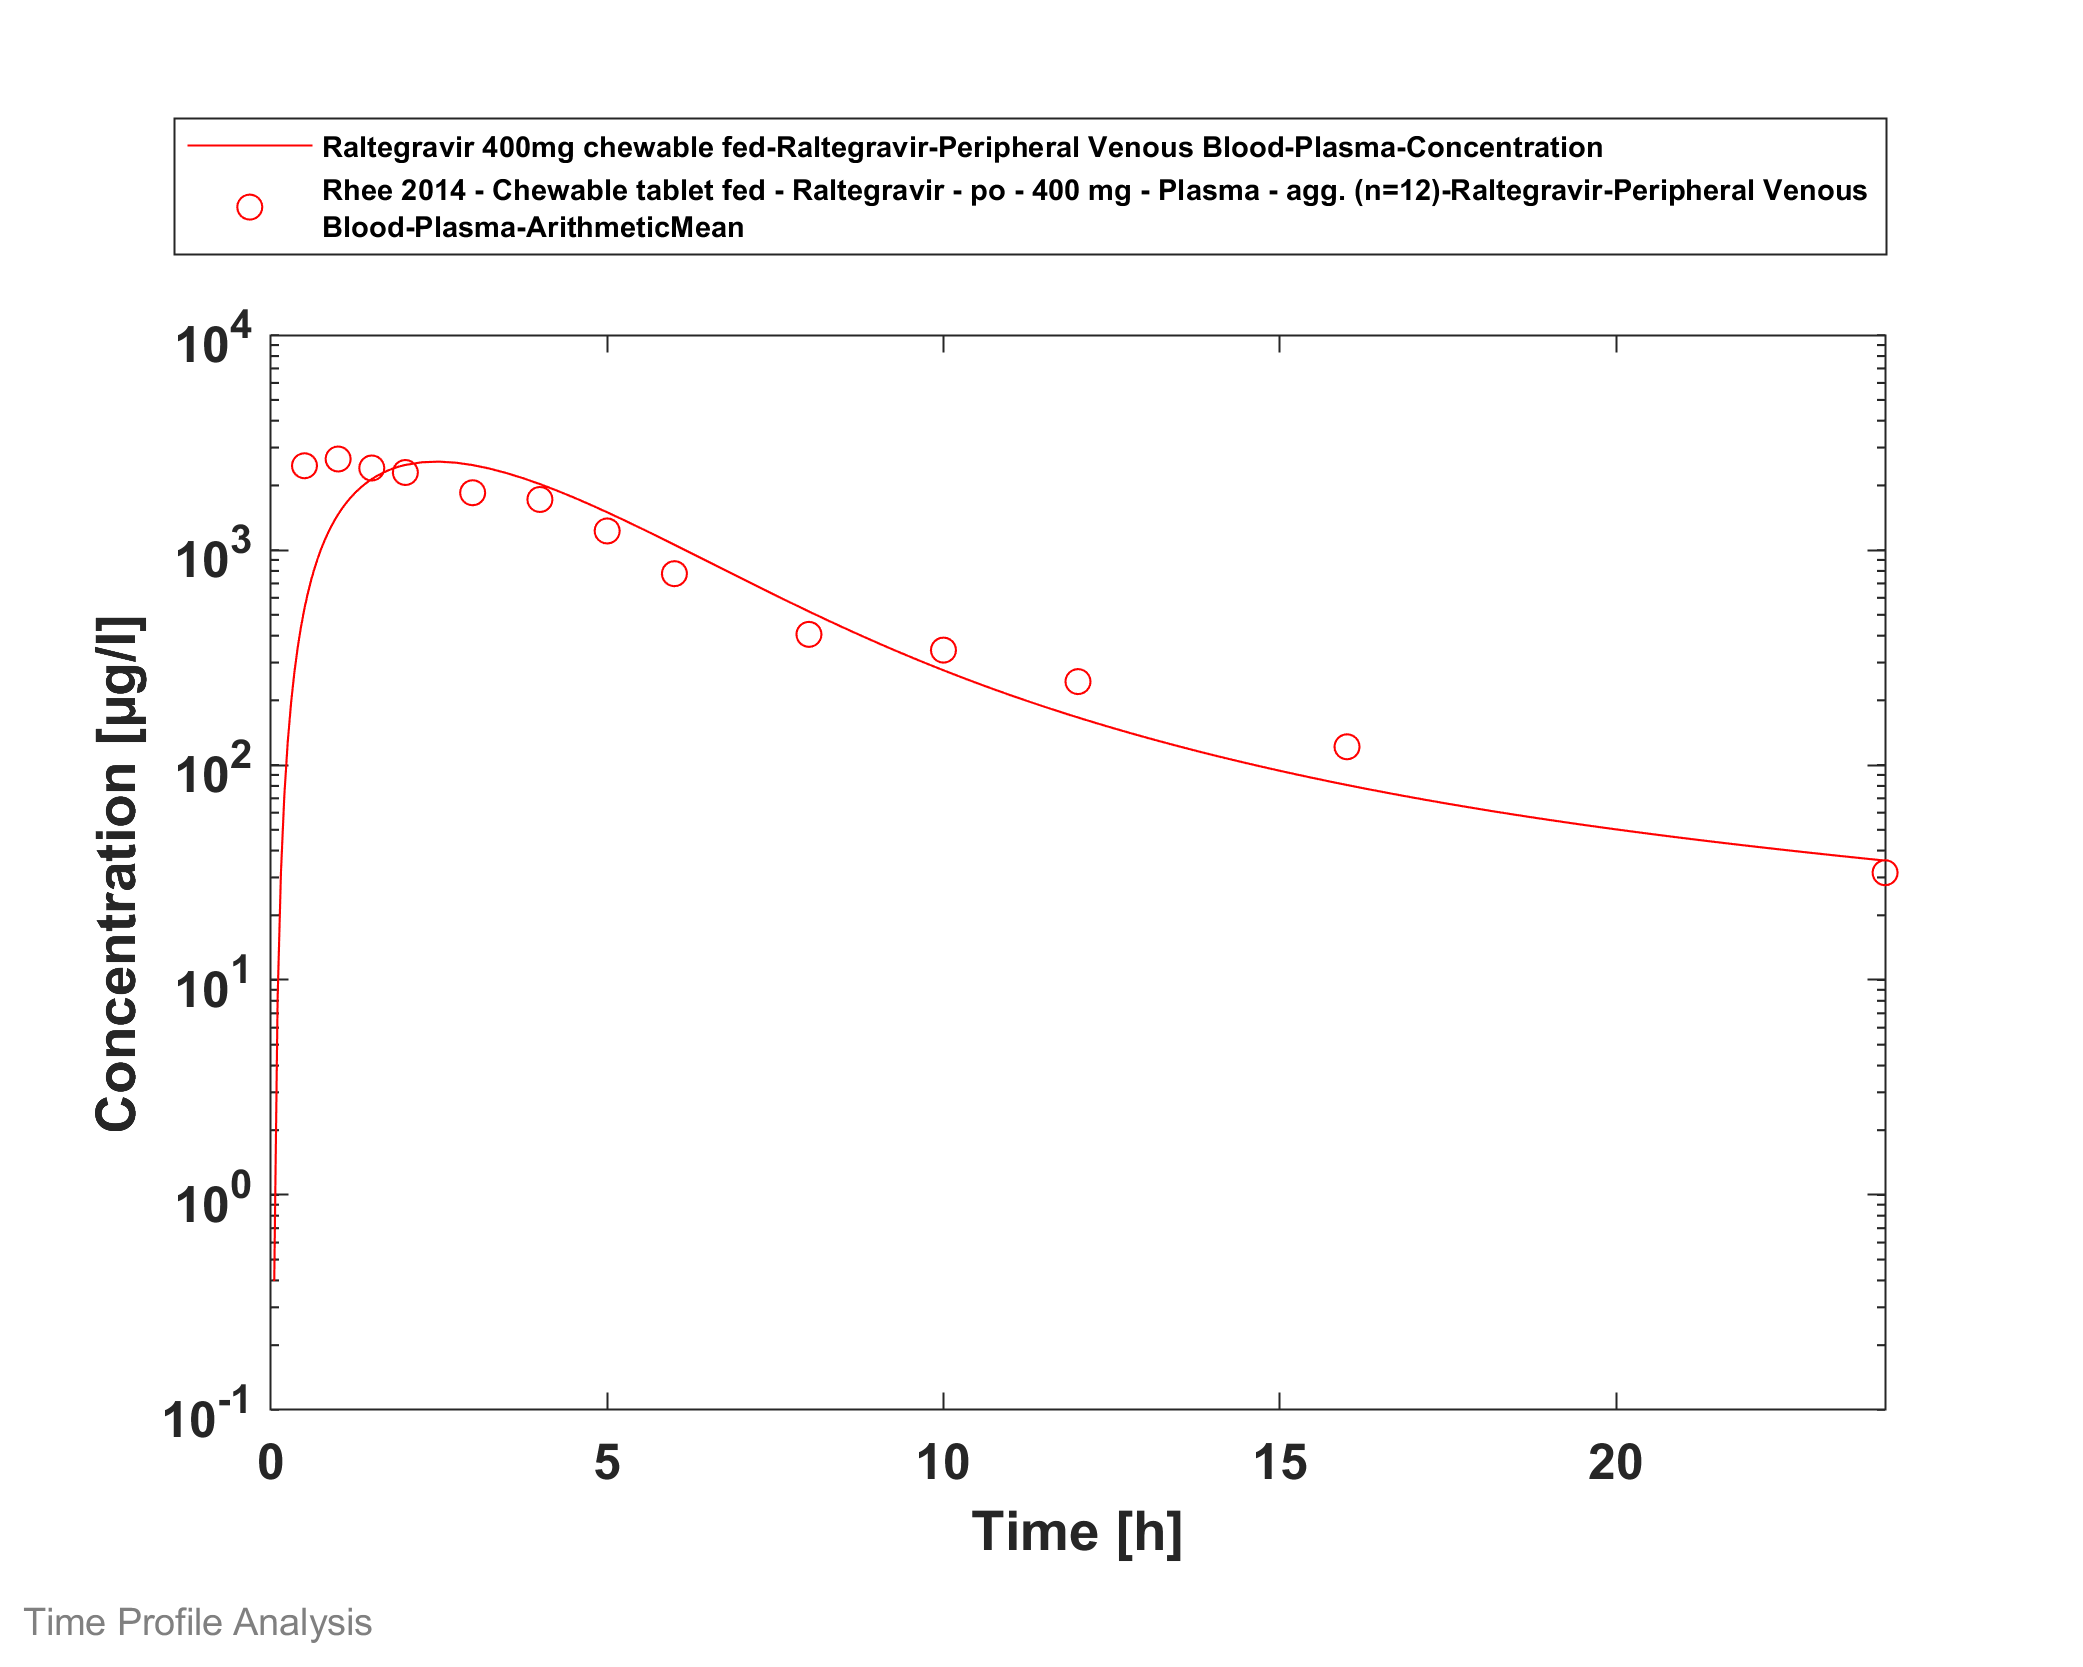 Raltegravir 400mg chewable fed-Raltegravir-Peripheral Venous Blood-Plasma-Concentration
Rhee 2014 - Chewable tablet fed - Raltegravir - po - 400 mg - Plasma - agg. (n=12)-Raltegravir-Peripheral Venous
Blood-Plasma-ArithmeticMean
10^4
10^3
10^2
10^1
10^0
10^-1
Concentration [µg/l]
0 5 10 15 20
Time [h]
Time Profile Analysis